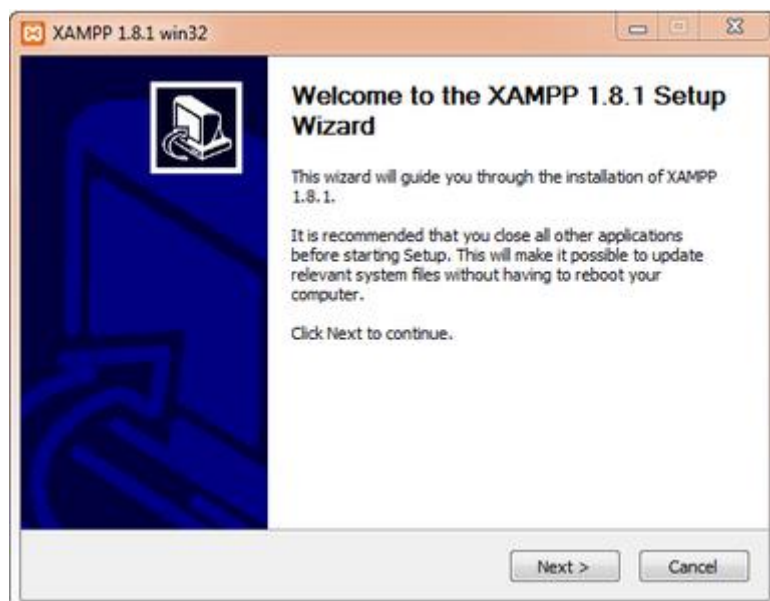 XAMPP 1.8.1 win32
Welcome to the XAMPP 1.8.1 Setup
Wizard
This wizard will guide you through the installation of XAMPP
1.8.1.
It is recommended that you close all other applications
before starting Setup. This will make it possible to update
relevant system files without having to reboot your
computer.
Click Next to continue.
Next >
Cancel